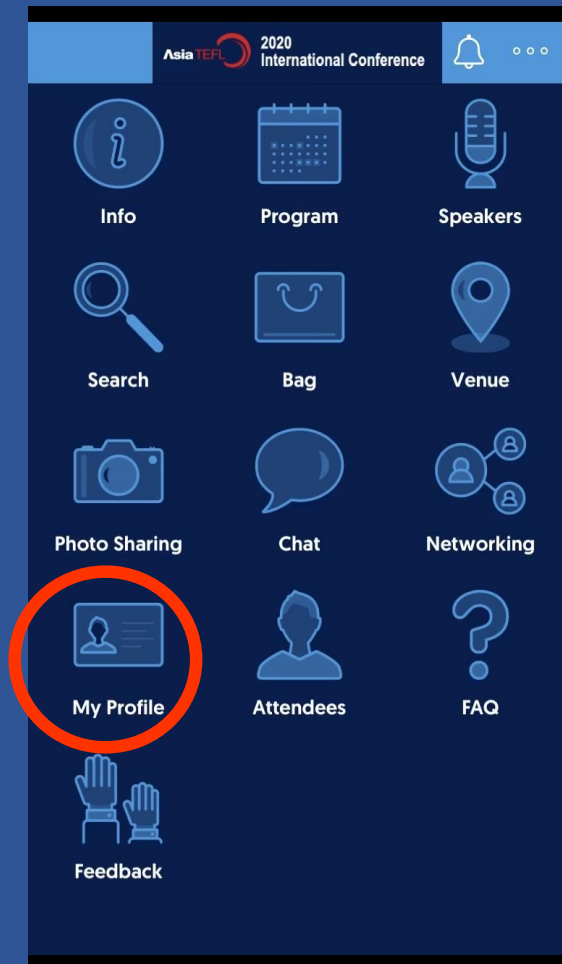 Asia TEFL
2020
International Conference
Info
Program
Speakers
Search
Bag
Venue
Photo Sharing
Chat
Networking
My Profile
Attendees
FAQ
Feedback